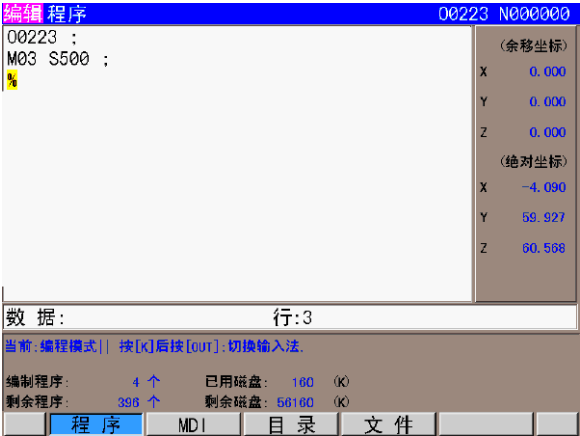 编辑 程序 O0223 N000000
O0223 ;
M03 S500 ;
%
(余移坐标)
X 0.000
Y 0.000
Z 0.000
(绝对坐标)
X -4.090
Y 59.927
Z 60.568
数 据: 行:3
当前:编程模式|| 按[K]后按[OUT]:切换输入法.
编制程序: 4 个 已用磁盘: 160 (K)
剩余程序: 396 个 剩余磁盘: 56160 (K)
程 序 MDI 目 录 文 件